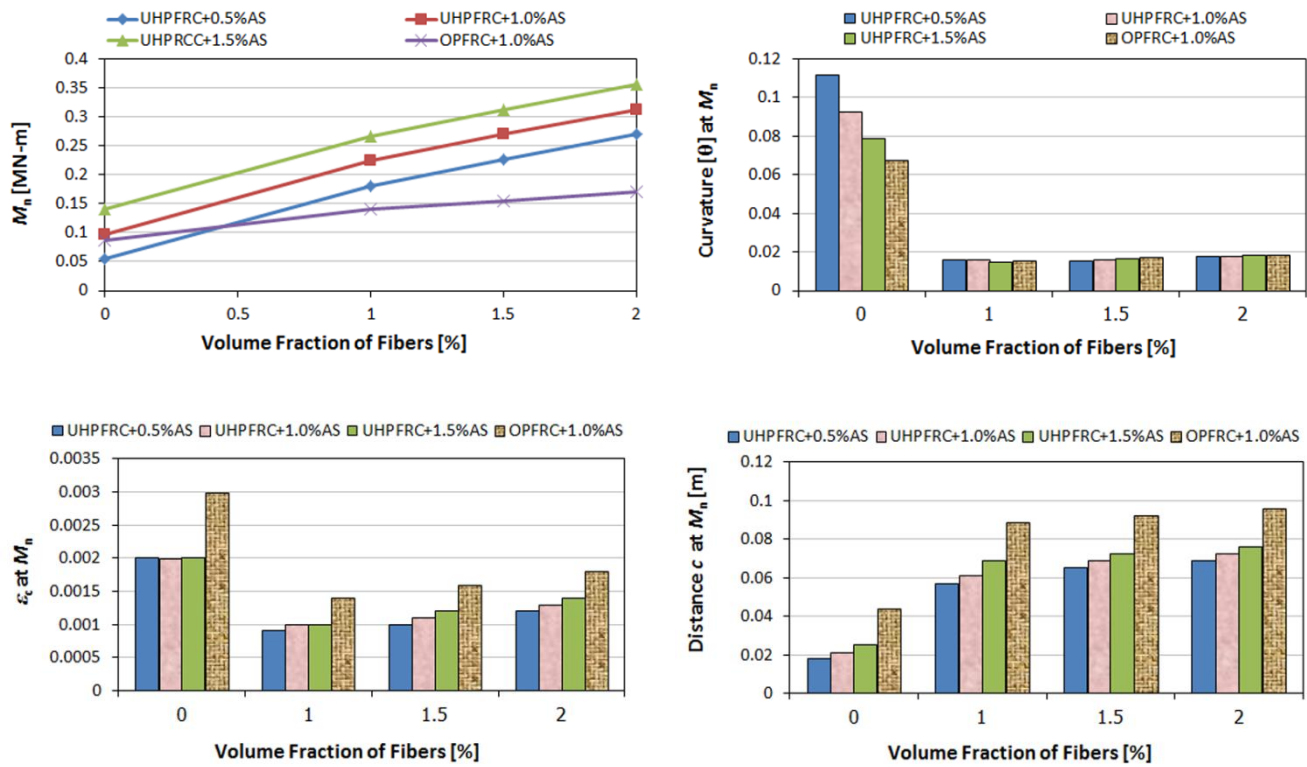 UHPFRC+0.5%AS UHPFRC+1.0%AS
UHPRCC+1.5%AS OPFRC+1.0%AS
Mn [MN-m]
0.4
0.35
0.3
0.25
0.2
0.15
0.1
0.05
0
0 0.5 1 1.5 2
Volume Fraction of Fibers [%]
UHPFRC+0.5%AS UHPFRC+1.0%AS
UHPFRC+1.5%AS OPFRC+1.0%AS
Curvature [θ] at Mn
0.12
0.1
0.08
0.06
0.04
0.02
0
0 1 1.5 2
Volume Fraction of Fibers [%]
UHPFRC+0.5%AS UHPFRC+1.0%AS UHPFRC+1.5%AS OPFRC+1.0%AS
εc at Mn
0.0035
0.003
0.0025
0.002
0.0015
0.001
0.0005
0
0 1 1.5 2
Volume Fraction of Fibers [%]
UHPFRC+0.5%AS UHPFRC+1.0%AS UHPFRC+1.5%AS OPFRC+1.0%AS
Distance c at Mn [m]
0.12
0.1
0.08
0.06
0.04
0.02
0
0 1 1.5 2
Volume Fraction of Fibers [%]